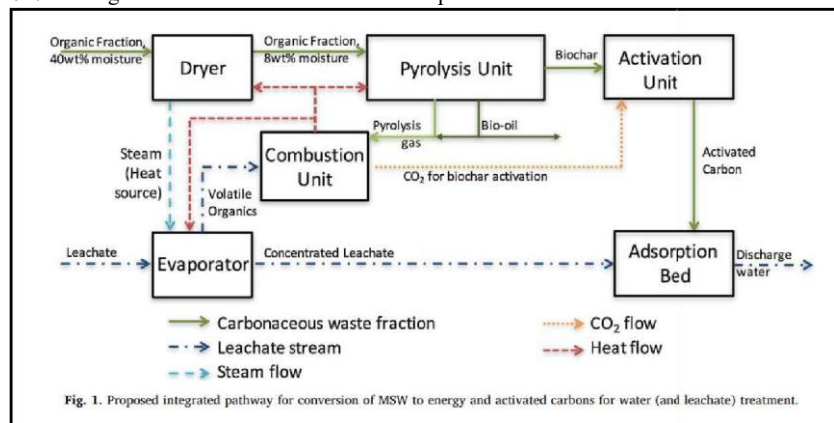 Organic Fraction,
40wt% moisture
Dryer
Organic Fraction,
8wt% moisture
Pyrolysis Unit
Biochar
Activation
Unit
Steam
(Heat
source)
Volatile
Organics
Combustion
Unit
Pyrolysis
gas
Bio-oil
CO₂ for biochar activation
Activated
Carbon
Leachate
Evaporator
Concentrated Leachate
Adsorption
Bed
Discharge
water
Carbonaceous waste fraction
Leachate stream
Steam flow
CO₂ flow
Heat flow
Fig. 1. Proposed integrated pathway for conversion of MSW to energy and activated carbons for water (and leachate) treatment.